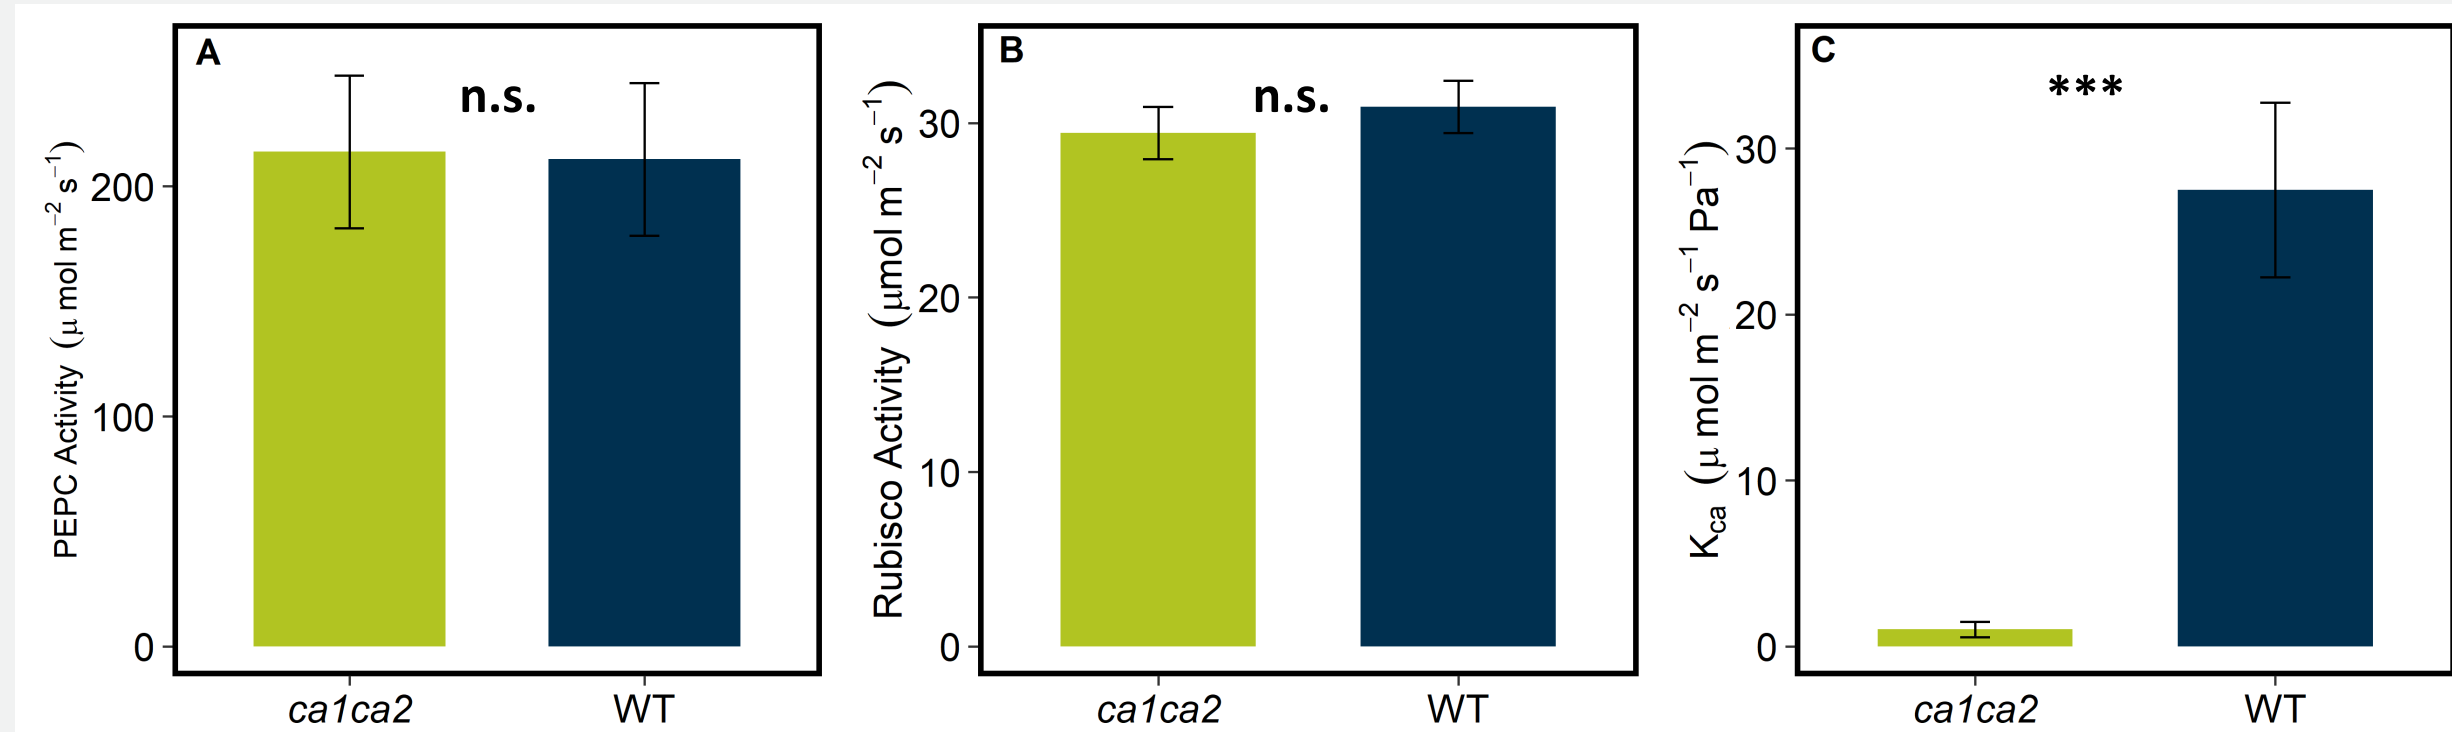 A
n.s.
PEPC Activity (μ mol m⁻² s⁻¹)
200
100
0
ca1ca2
WT
B
n.s.
Rubisco Activity (μmol m⁻² s⁻¹)
30
20
10
0
ca1ca2
WT
C
***
Kca (μ mol m⁻² s⁻¹ Pa⁻¹)
30
20
10
0
ca1ca2
WT